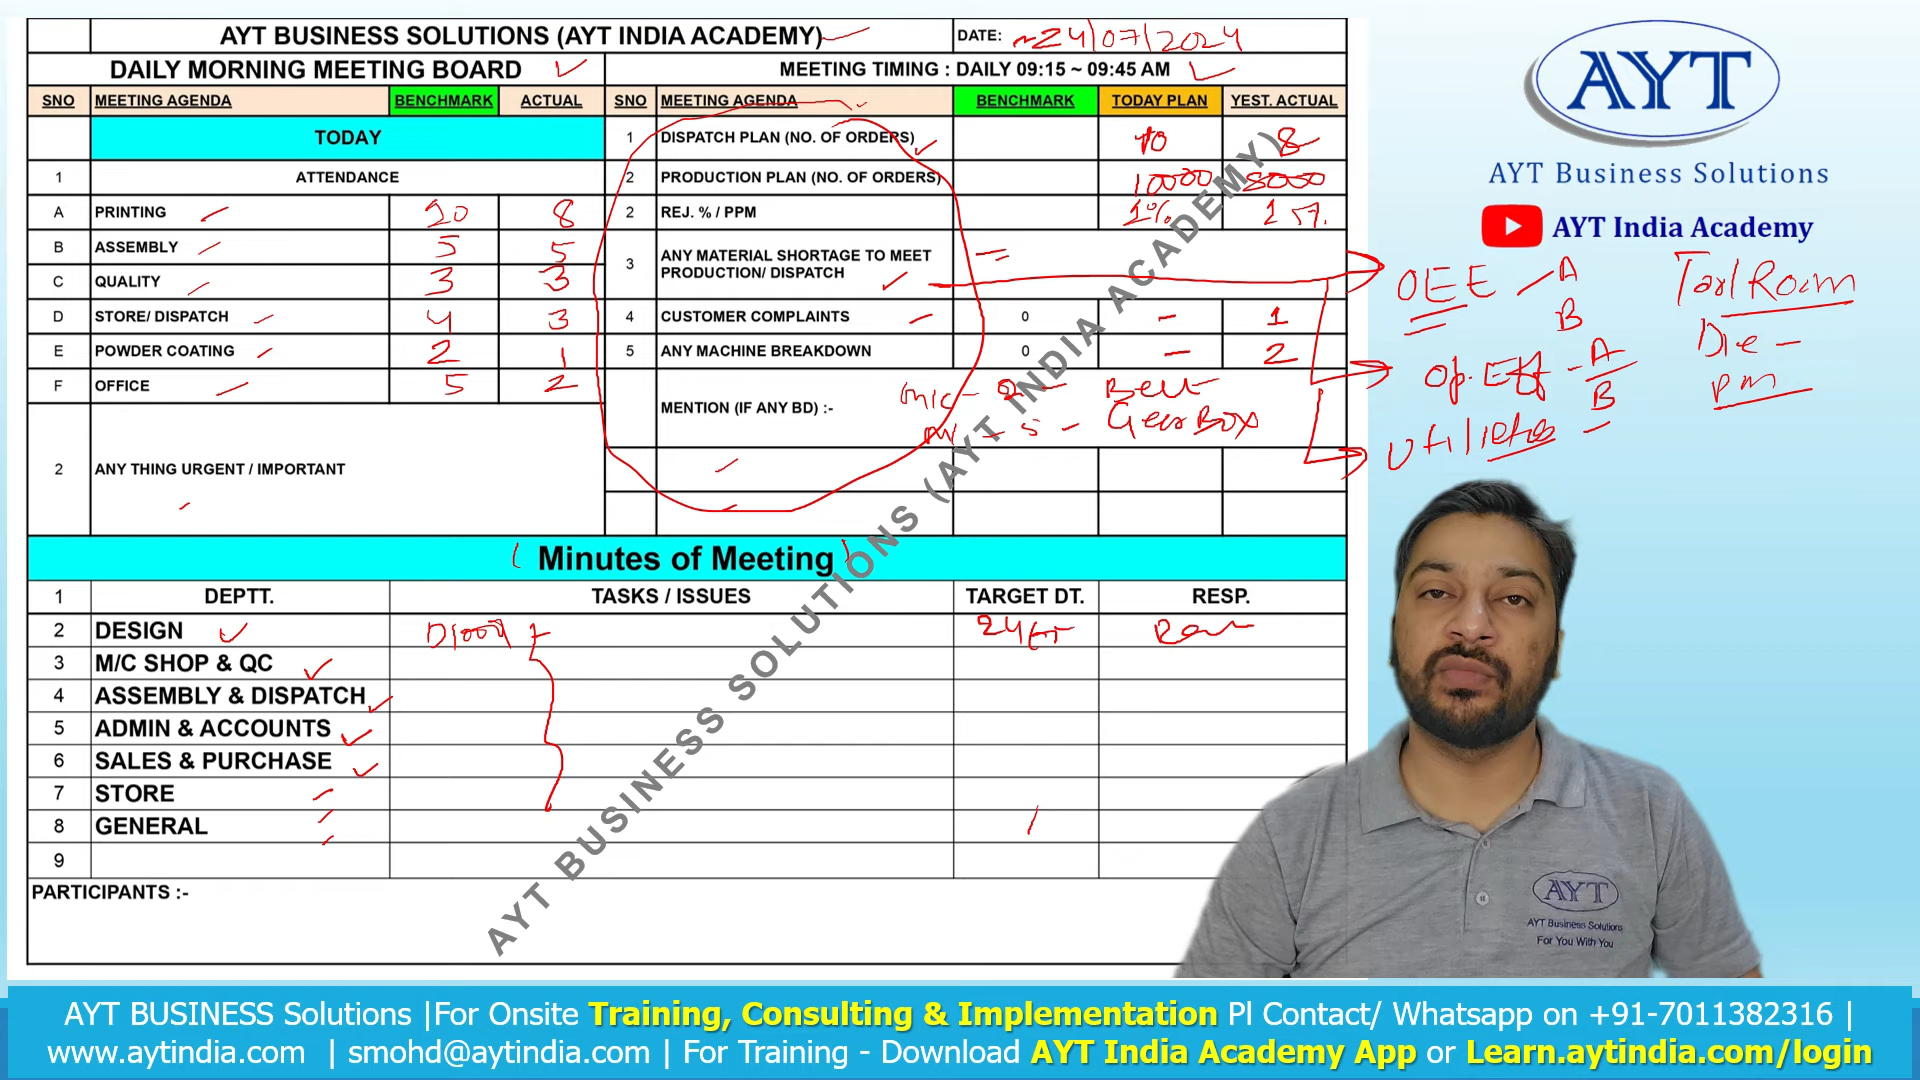 AYT BUSINESS SOLUTIONS (AYT INDIA ACADEMY)
DATE: 24/07/2024
DAILY MORNING MEETING BOARD
MEETING TIMING : DAILY 09:15 ~ 09:45 AM
SNO MEETING AGENDA BENCHMARK ACTUAL
SNO MEETING AGENDA BENCHMARK TODAY PLAN YEST. ACTUAL
TODAY
1 ATTENDANCE
A PRINTING 10 8
B ASSEMBLY 5 5
C QUALITY 3 3
D STORE/ DISPATCH 4 3
E POWDER COATING 2 1
F OFFICE 5 2
2 ANY THING URGENT / IMPORTANT
1 DISPATCH PLAN (NO. OF ORDERS) 10 8
2 PRODUCTION PLAN (NO. OF ORDERS) 10000 8000
2 REJ. % / PPM 1%
3 ANY MATERIAL SHORTAGE TO MEET
PRODUCTION/ DISPATCH
4 CUSTOMER COMPLAINTS 0 - 1
5 ANY MACHINE BREAKDOWN 0 - 2
MENTION (IF ANY BD) :-
M/C - 2 - Belt
5 - Gear Box
Minutes of Meeting
1 DEPTT. TASKS / ISSUES TARGET DT. RESP.
2 DESIGN
3 M/C SHOP & QC
4 ASSEMBLY & DISPATCH
5 ADMIN & ACCOUNTS
6 SALES & PURCHASE
7 STORE
8 GENERAL
9
PARTICIPANTS :-
AYT BUSINESS SOLUTIONS (AYT INDIA ACADEMY)
AYT
AYT Business Solutions
AYT India Academy
OEE - A
B
Op. Eff - A
B
Utilities -
Tool Room
Die -
PM
AYT
AYT Business Solutions
For You With You
AYT BUSINESS Solutions |For Onsite Training, Consulting & Implementation Pl Contact/ Whatsapp on +91-7011382316 |
www.aytindia.com | smohd@aytindia.com | For Training - Download AYT India Academy App or Learn.aytindia.com/login